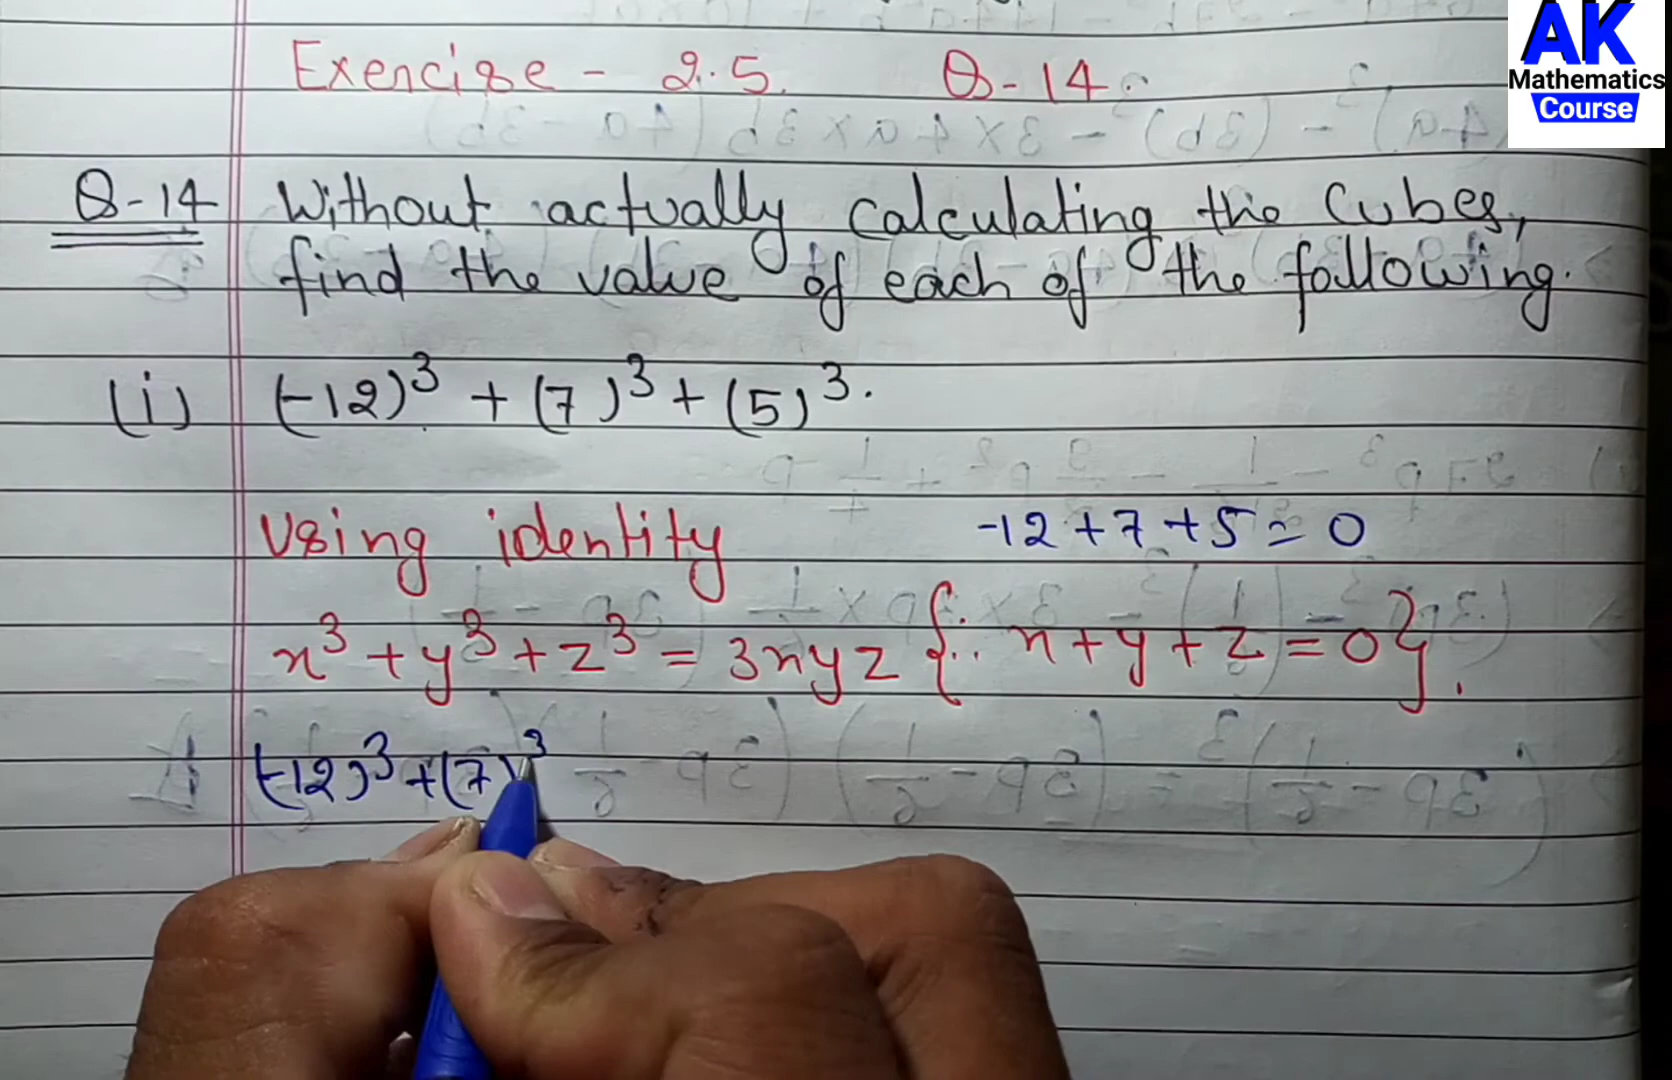 AK
Mathematics
Course
Exercise - 2.5. Q-14.
Q-14 Without actually calculating the cubes,
find the value of each of the following.
(i) (-12)³ + (7)³ + (5)³.
Using identity -12 + 7 + 5 = 0
x³ + y³ + z³ = 3xyz {∵ x + y + z = 0}.
(-12)³ + (7)³